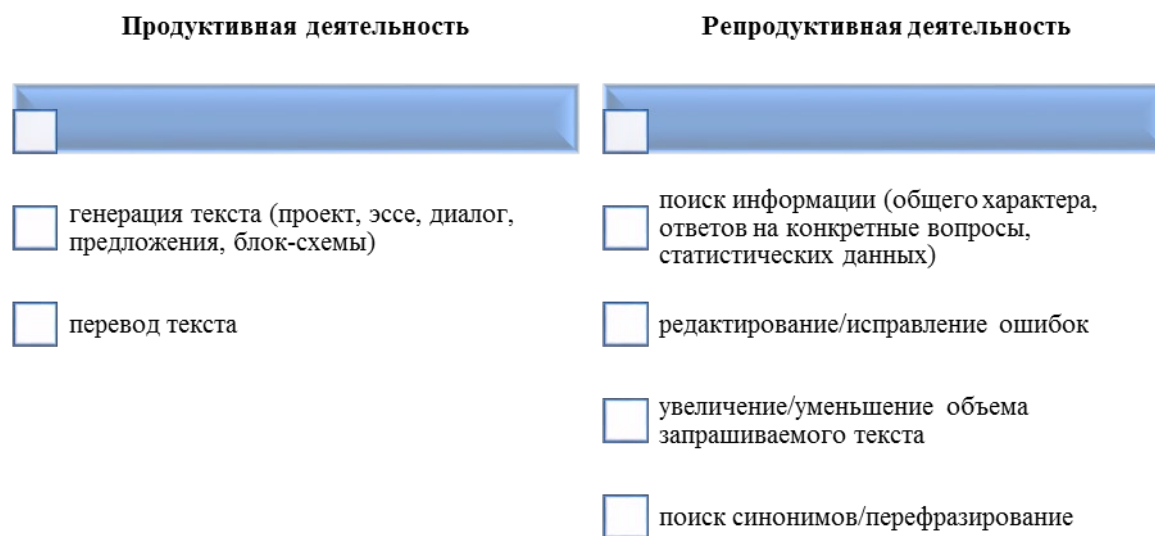 Продуктивная деятельность
генерация текста (проект, эссе, диалог,
предложения, блок-схемы)
перевод текста
Репродуктивная деятельность
поиск информации (общего характера,
ответов на конкретные вопросы,
статистических данных)
редактирование/исправление ошибок
увеличение/уменьшение объема
запрашиваемого текста
поиск синонимов/перефразирование